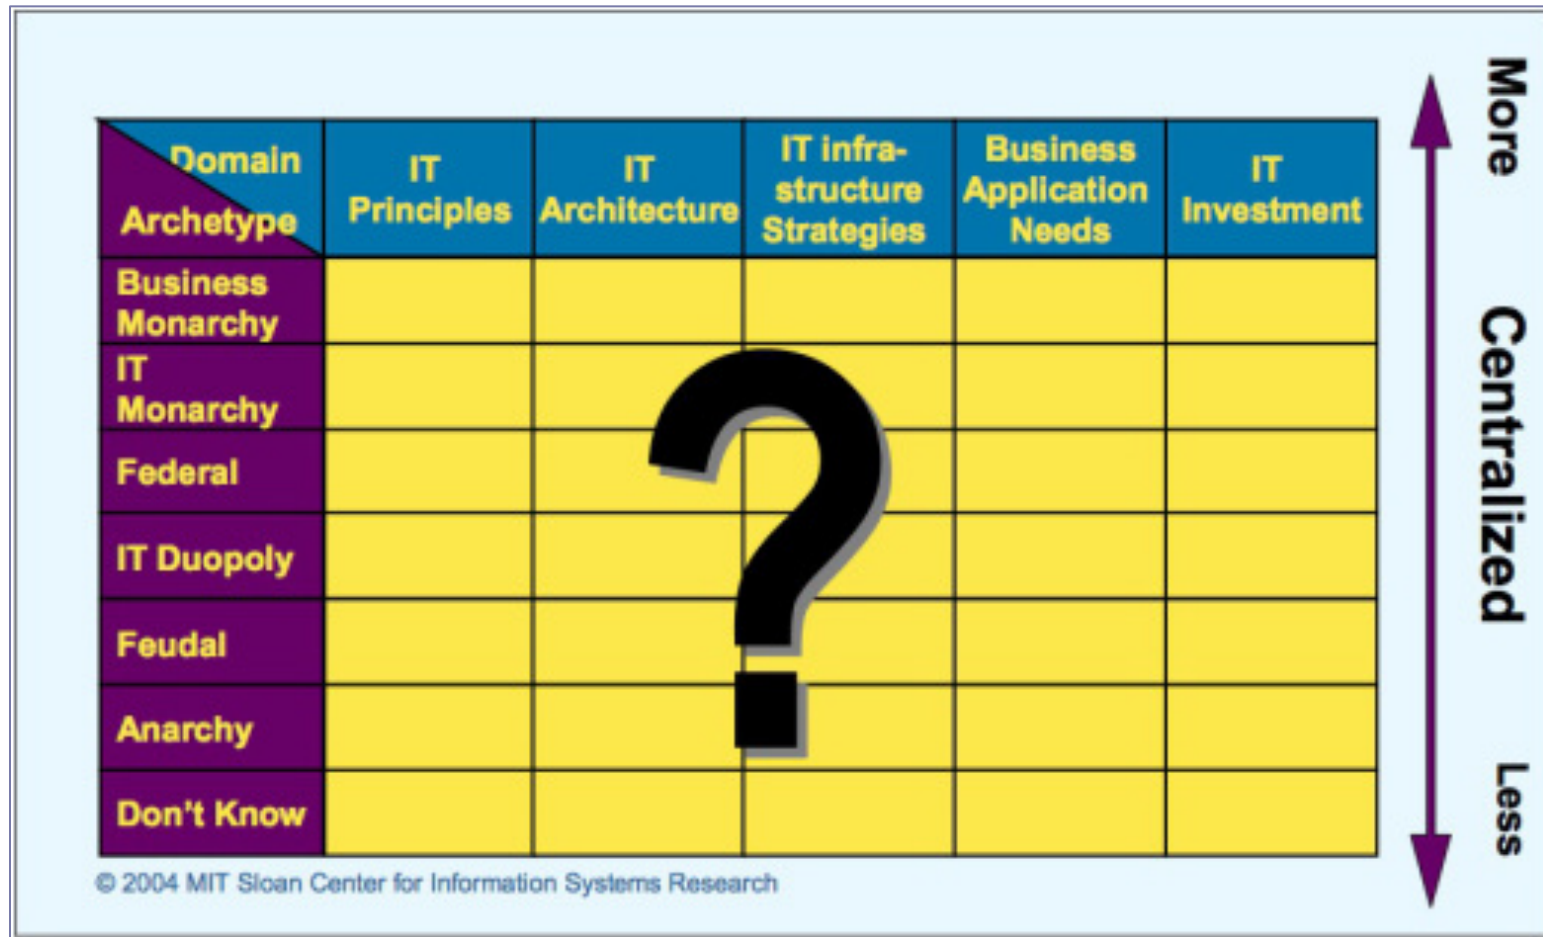 Domain
Archetype
IT
Principles
IT
Architecture
IT infra-
structure
Strategies
Business
Application
Needs
IT
Investment
Business
Monarchy
IT
Monarchy
Federal
IT Duopoly
Feudal
Anarchy
Don't Know
?
More
Centralized
Less
© 2004 MIT Sloan Center for Information Systems Research